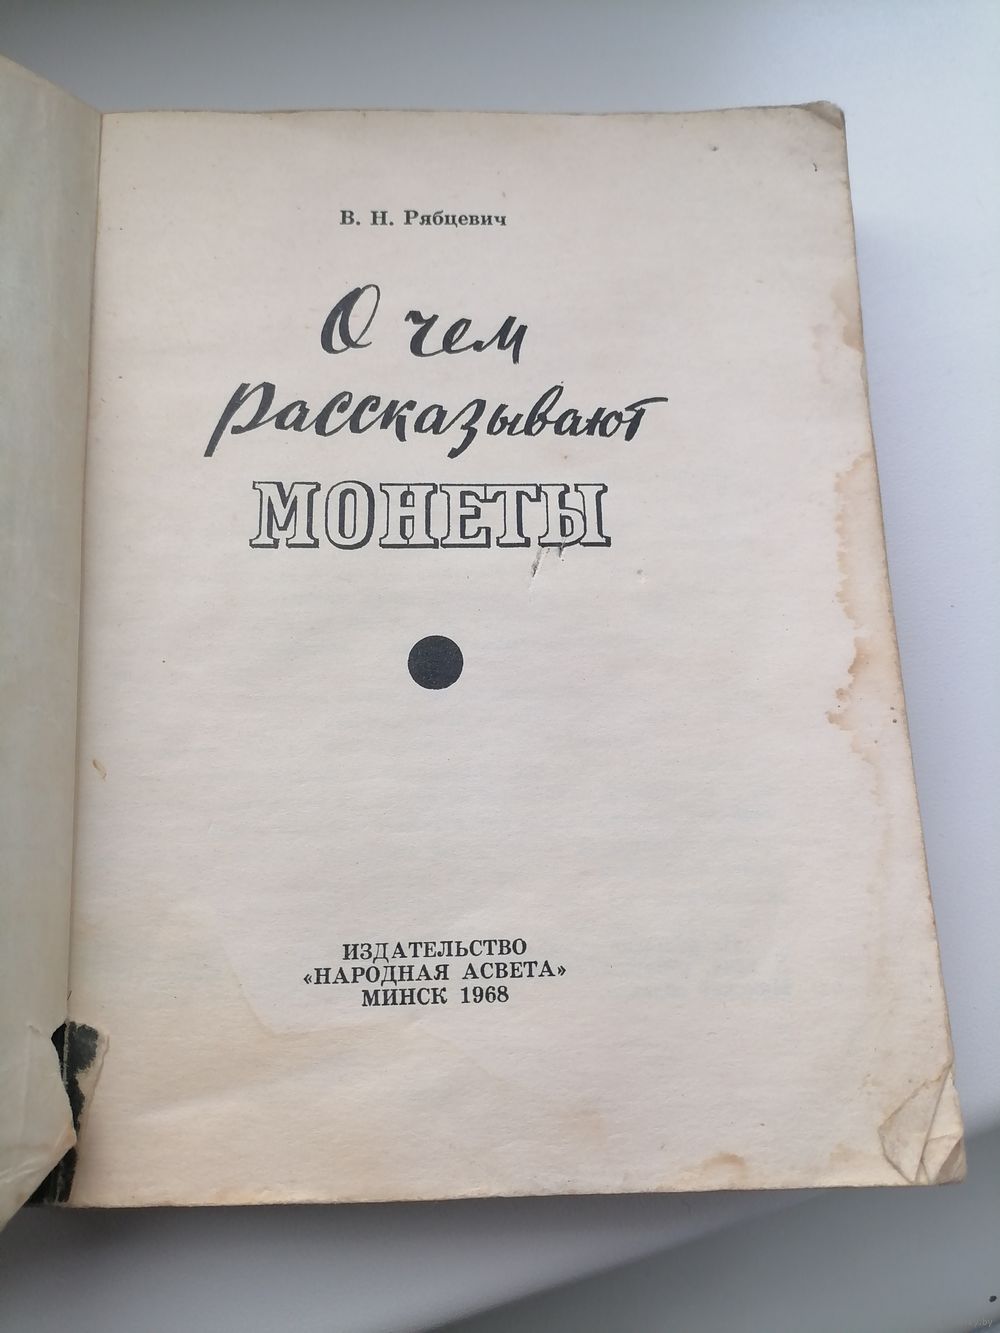 В. Н. Рябцевич
О чем
рассказывают
МОНЕТЫ
ИЗДАТЕЛЬСТВО
«НАРОДНАЯ АСВЕТА»
МИНСК 1968